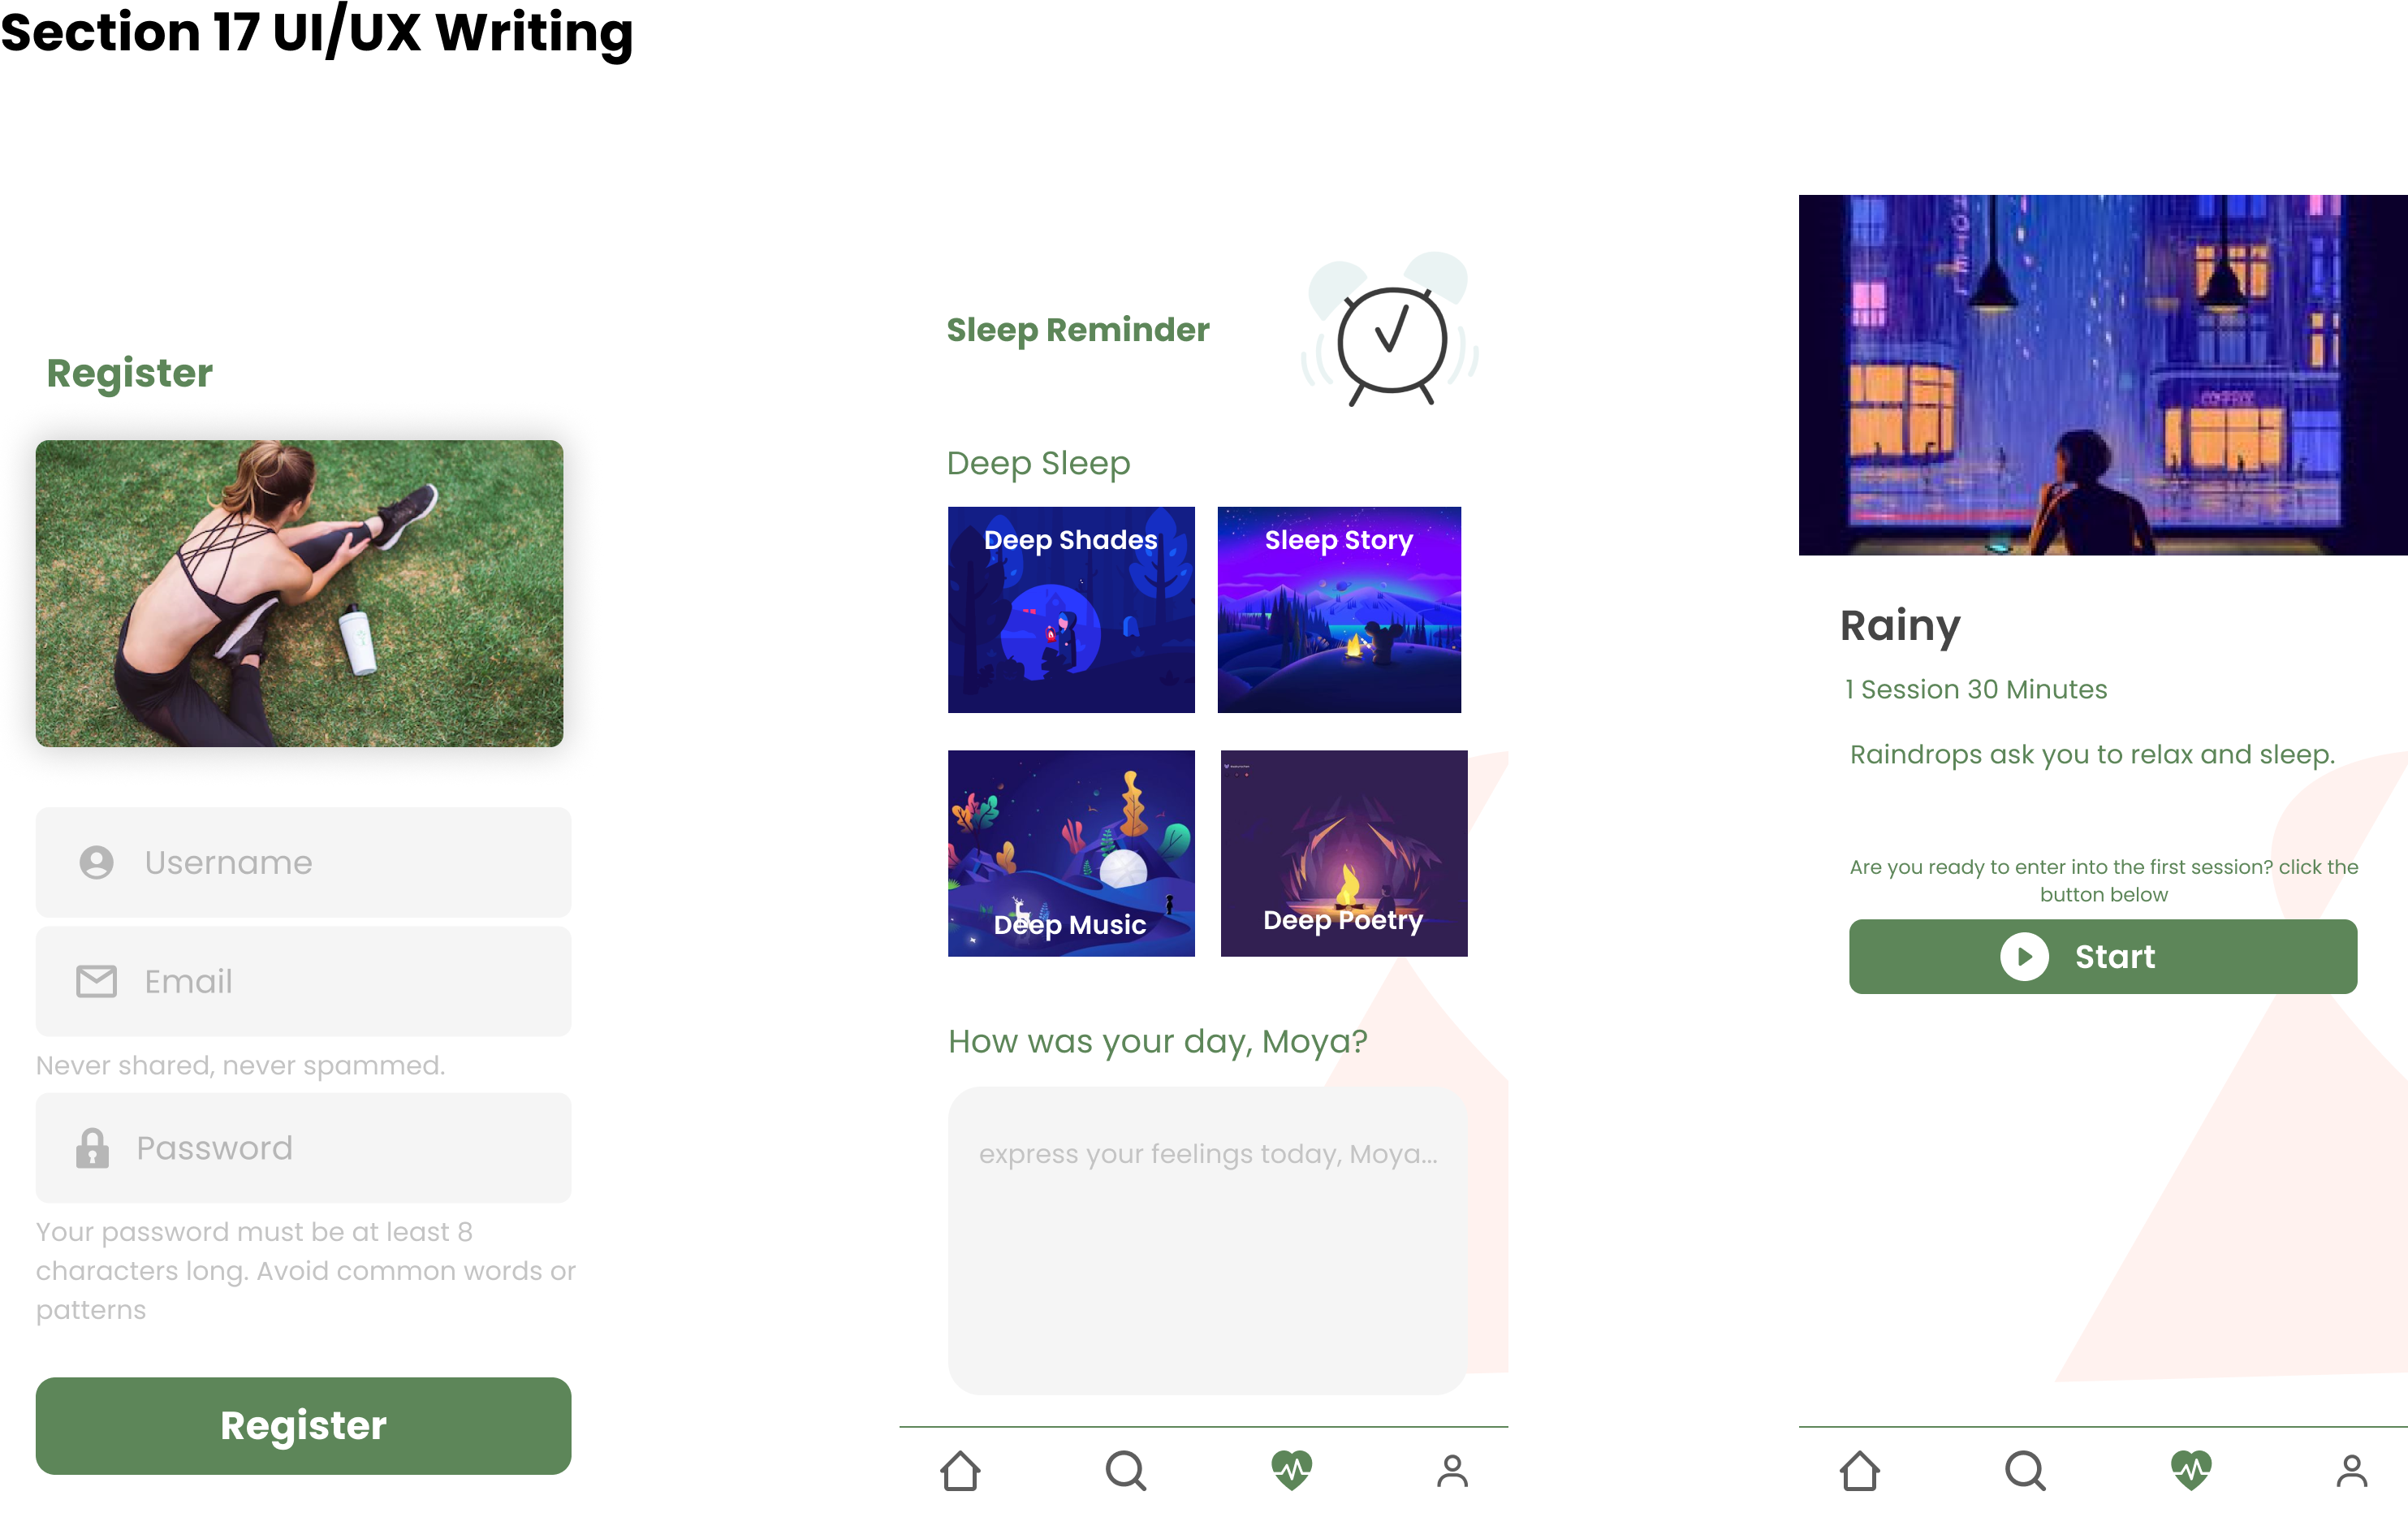 Section 17 UI/UX Writing
Register
Username
Email
Never shared, never spammed.
Password
Your password must be at least 8
characters long. Avoid common words or
patterns
Register
Sleep Reminder
Deep Sleep
Deep Shades
Sleep Story
Deep Music
Deep Poetry
How was your day, Moya?
express your feelings today, Moya...
Rainy
1 Session 30 Minutes
Raindrops ask you to relax and sleep.
Are you ready to enter into the first session? click the
button below
Start